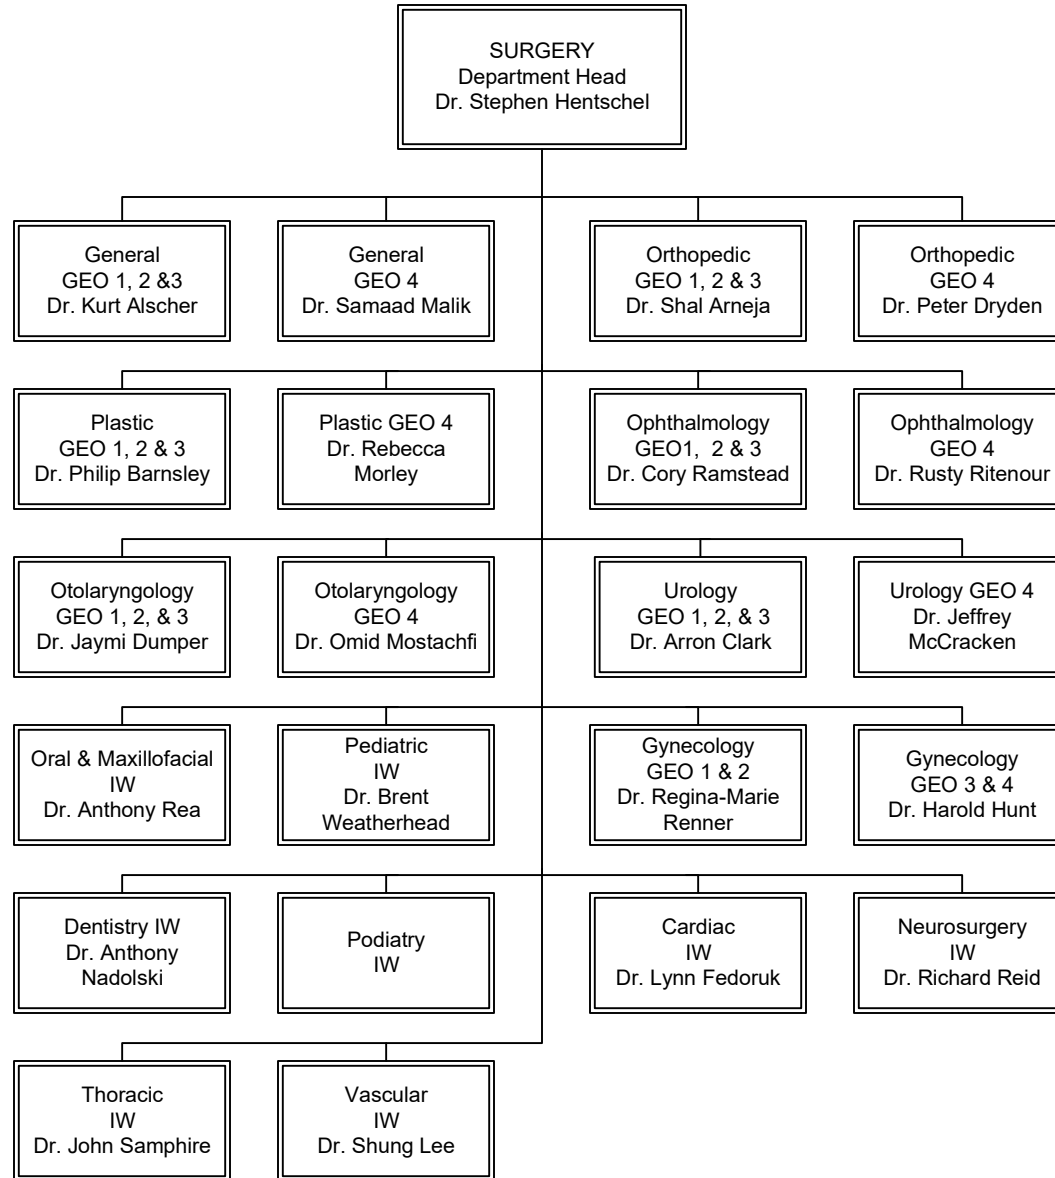 SURGERY
Department Head
Dr. Stephen Hentschel
General
GEO 1, 2 &3
Dr. Kurt Alscher
General
GEO 4
Dr. Samaad Malik
Orthopedic
GEO 1, 2 & 3
Dr. Shal Arneja
Orthopedic
GEO 4
Dr. Peter Dryden
Plastic
GEO 1, 2 & 3
Dr. Philip Barnsley
Plastic GEO 4
Dr. Rebecca
Morley
Ophthalmology
GEO1,  2 & 3
Dr. Cory Ramstead
Ophthalmology
GEO 4
Dr. Rusty Ritenour
Otolaryngology
GEO 1, 2, & 3
Dr. Jaymi Dumper
Otolaryngology
GEO 4
Dr. Omid Mostachfi
Urology
GEO 1, 2, & 3
Dr. Arron Clark
Urology GEO 4
Dr. Jeffrey
McCracken
Oral & Maxillofacial
IW
Dr. Anthony Rea
Pediatric
IW
Dr. Brent
Weatherhead
Gynecology
GEO 1 & 2
Dr. Regina-Marie
Renner
Gynecology
GEO 3 & 4
Dr. Harold Hunt
Dentistry IW
Dr. Anthony
Nadolski
Podiatry
IW
Cardiac
IW
Dr. Lynn Fedoruk
Neurosurgery
IW
Dr. Richard Reid
Thoracic
IW
Dr. John Samphire
Vascular
IW
Dr. Shung Lee